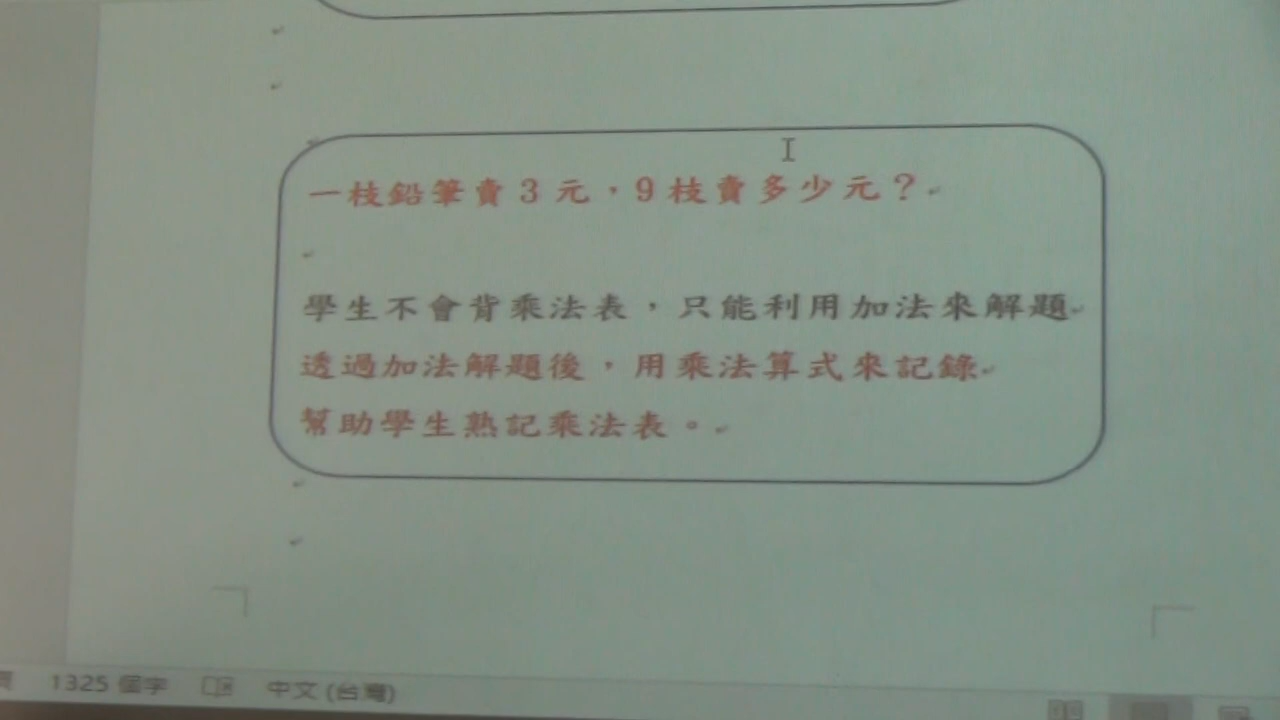 一枝鉛筆賣3元，9枝賣多少元？
學生不會背乘法表，只能利用加法來解題
透過加法解題後，用乘法算式來記錄
幫助學生熟記乘法表。
1325 個字 中文 (台灣)